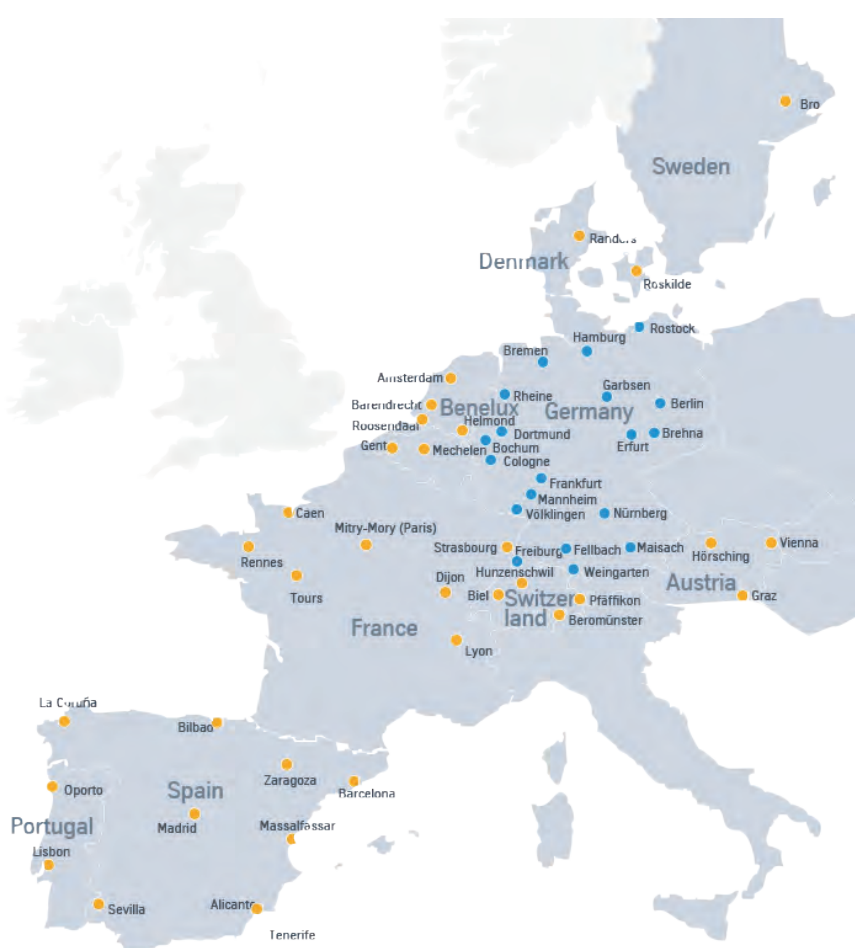 Bro
Sweden
Randers
Denmark
Roskilde
Rostock
Hamburg
Bremen
Amsterdam
Garbsen
Rheine
Berlin
Barendrecht
Benelux
Germany
Roosendaal
Helmond
Dortmund
Brehna
Gent
Mechelen
Bochum
Erfurt
Cologne
Frankfurt
Mannheim
Völklingen
Nürnberg
Caen
Mitry-Mory (Paris)
Strasbourg
Freiburg
Fellbach
Maisach
Hörsching
Vienna
Rennes
Hunzenschwil
Weingarten
Dijon
Tours
Biel
Switzer
land
Pfäffikon
Austria
Graz
Beromünster
France
Lyon
La Coruña
Bilbao
Zaragoza
Oporto
Spain
Barcelona
Portugal
Madrid
Massalfassar
Lisbon
Sevilla
Alicante
Tenerife